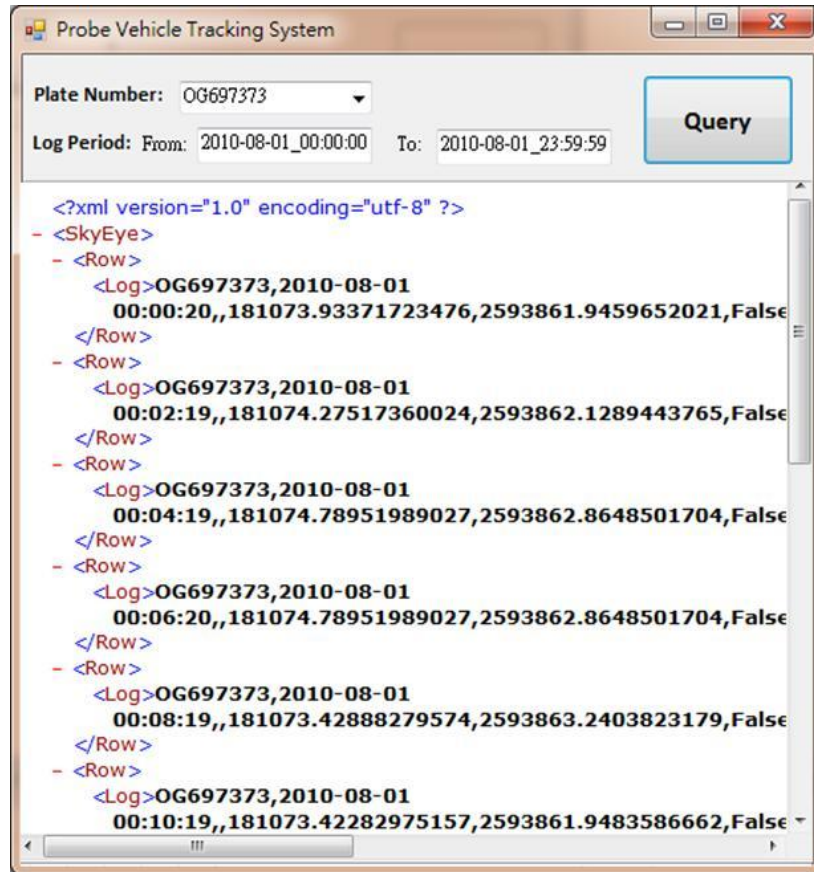 Probe Vehicle Tracking System
Plate Number: OG697373
Query
Log Period: From: 2010-08-01_00:00:00 To: 2010-08-01_23:59:59
<?xml version="1.0" encoding="utf-8" ?>
- <SkyEye>
- <Row>
<Log>OG697373,2010-08-01
00:00:20,,181073.93371723476,2593861.9459652021,False
</Row>
- <Row>
<Log>OG697373,2010-08-01
00:02:19,,181074.27517360024,2593862.1289443765,False
</Row>
- <Row>
<Log>OG697373,2010-08-01
00:04:19,,181074.78951989027,2593862.8648501704,False
</Row>
- <Row>
<Log>OG697373,2010-08-01
00:06:20,,181074.78951989027,2593862.8648501704,False
</Row>
- <Row>
<Log>OG697373,2010-08-01
00:08:19,,181073.42888279574,2593863.2403823179,False
</Row>
- <Row>
<Log>OG697373,2010-08-01
00:10:19,,181073.42282975157,2593861.9483586662,False